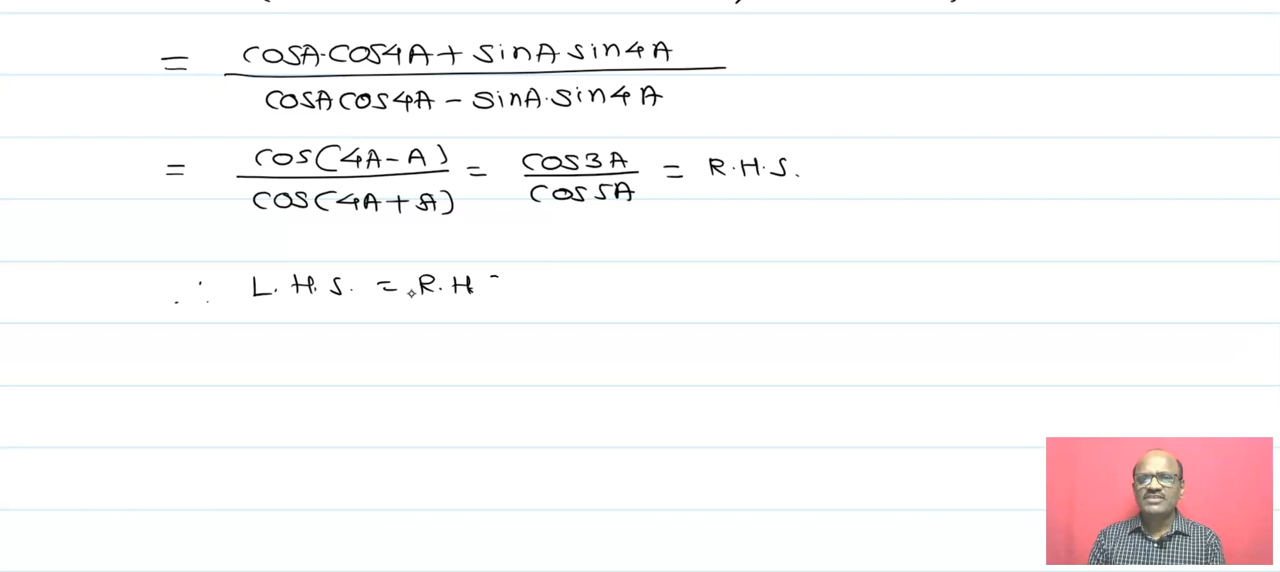 = cosA·cos4A + sinA sin4A / cosA cos4A - sinA·sin4A
= cos(4A-A) / cos(4A+A) = cos3A / cos5A = R.H.S.
∴ L.H.S. = R.H